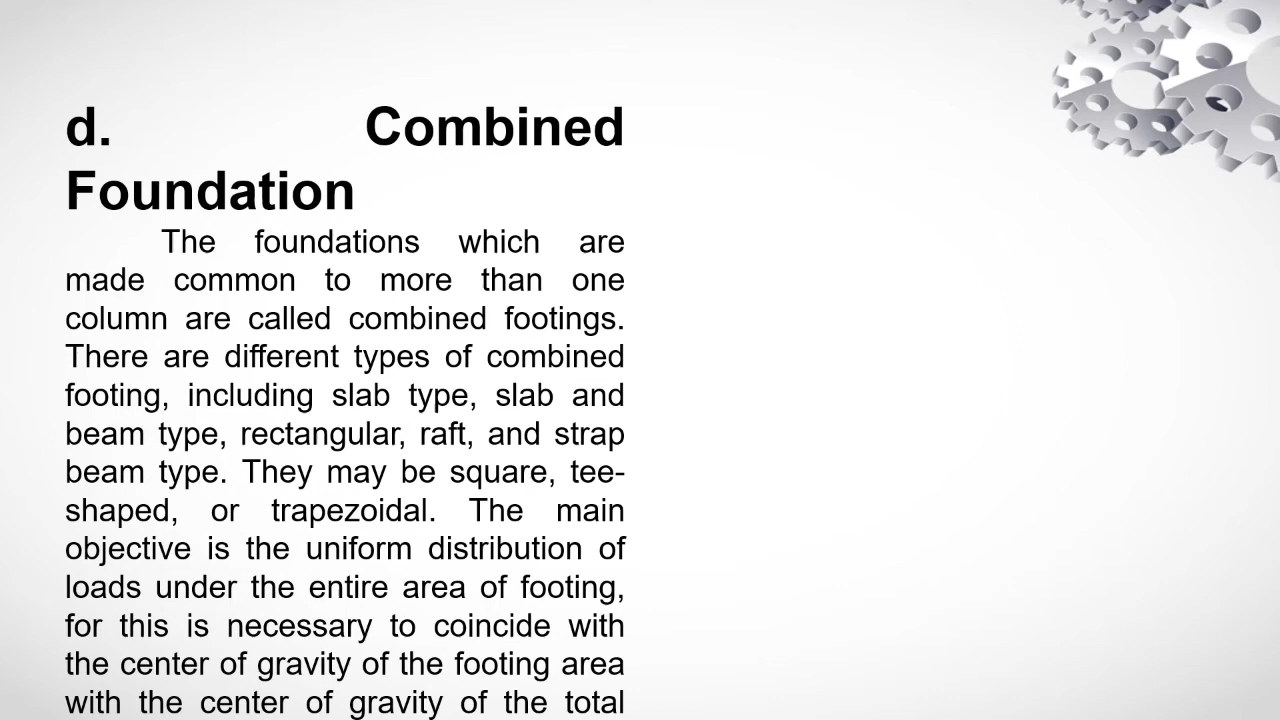 d. Combined
Foundation
The foundations which are
made common to more than one
column are called combined footings.
There are different types of combined
footing, including slab type, slab and
beam type, rectangular, raft, and strap
beam type. They may be square, tee-
shaped, or trapezoidal. The main
objective is the uniform distribution of
loads under the entire area of footing,
for this is necessary to coincide with
the center of gravity of the footing area
with the center of gravity of the total